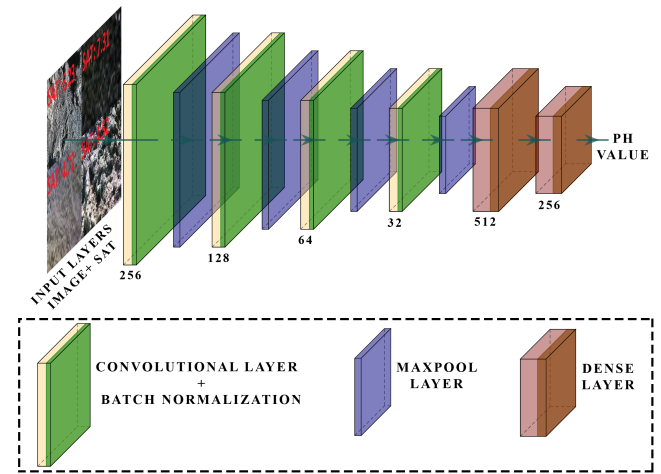 PH
VALUE
INPUT LAYERS
IMAGE+ SAT
256
128
64
32
512
256
CONVOLUTIONAL LAYER
+
BATCH NORMALIZATION
MAXPOOL
LAYER
DENSE
LAYER